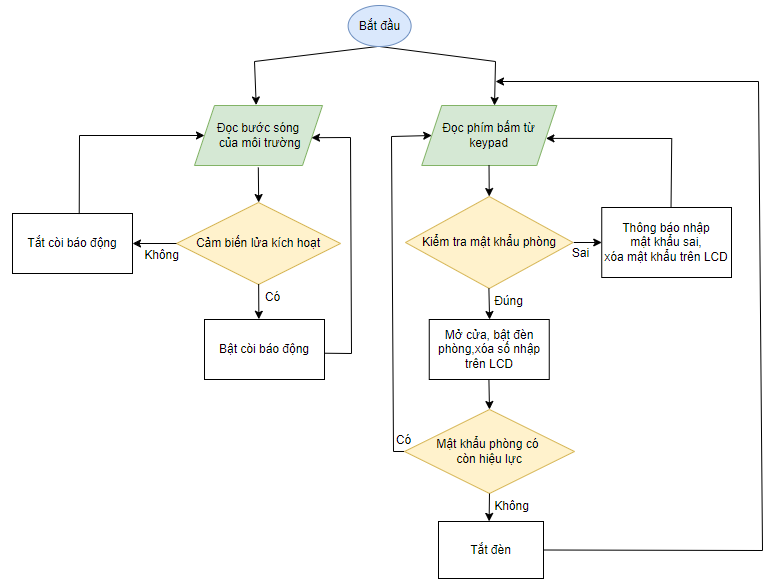 Bắt đầu
Đọc bước sóng
của môi trường
Tắt còi báo động
Cảm biến lửa kích hoạt
Không
Có
Bật còi báo động
Đọc phím bấm từ
keypad
Kiểm tra mật khẩu phòng
Sai
Thông báo nhập
mật khẩu sai,
xóa mật khẩu trên LCD
Đúng
Mở cửa, bật đèn
phòng,xóa số nhập
trên LCD
Có
Mật khẩu phòng có
còn hiệu lực
Không
Tắt đèn